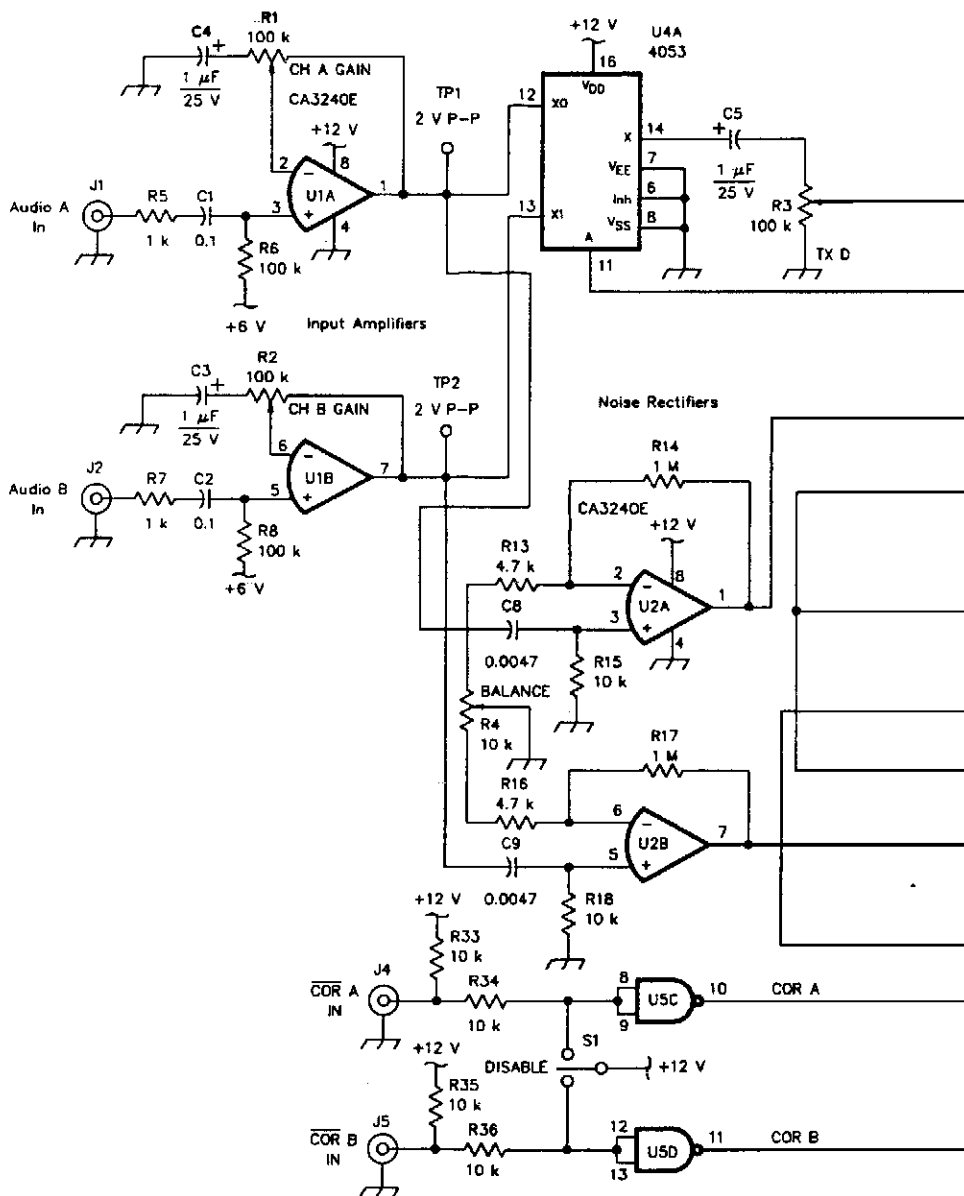 C4
+
1 µF
25 V
R1
100 k
CH A GAIN
CA3240E
+12 V
8
2
−
U1A
1
3
+
4
J1
Audio A
In
R5
1 k
C1
0.1
R6
100 k
+6 V
TP1
2 V P-P
+12 V
U4A
4053
16
VDD
12
X0
X
14
+
C5
1 µF
25 V
VEE
7
Inh
6
VSS
8
13
X1
A
11
R3
100 k
TX D
Input Amplifiers
C3
+
1 µF
25 V
R2
100 k
CH B GAIN
6
−
U1B
7
5
+
J2
Audio B
In
R7
1 k
C2
0.1
R8
100 k
+6 V
TP2
2 V P-P
Noise Rectifiers
R14
1 M
CA3240E
+12 V
R13
4.7 k
2
−
8
U2A
1
C8
3
+
4
0.0047
R15
10 k
BALANCE
R4
10 k
R17
1 M
R16
4.7 k
6
−
U2B
7
C9
5
+
0.0047
R18
10 k
+12 V
R33
10 k
J4
COR A
IN
R34
10 k
8
9
U5C
10
COR A
S1
DISABLE
+12 V
+12 V
R35
10 k
J5
COR B
IN
R36
10 k
12
13
U5D
11
COR B